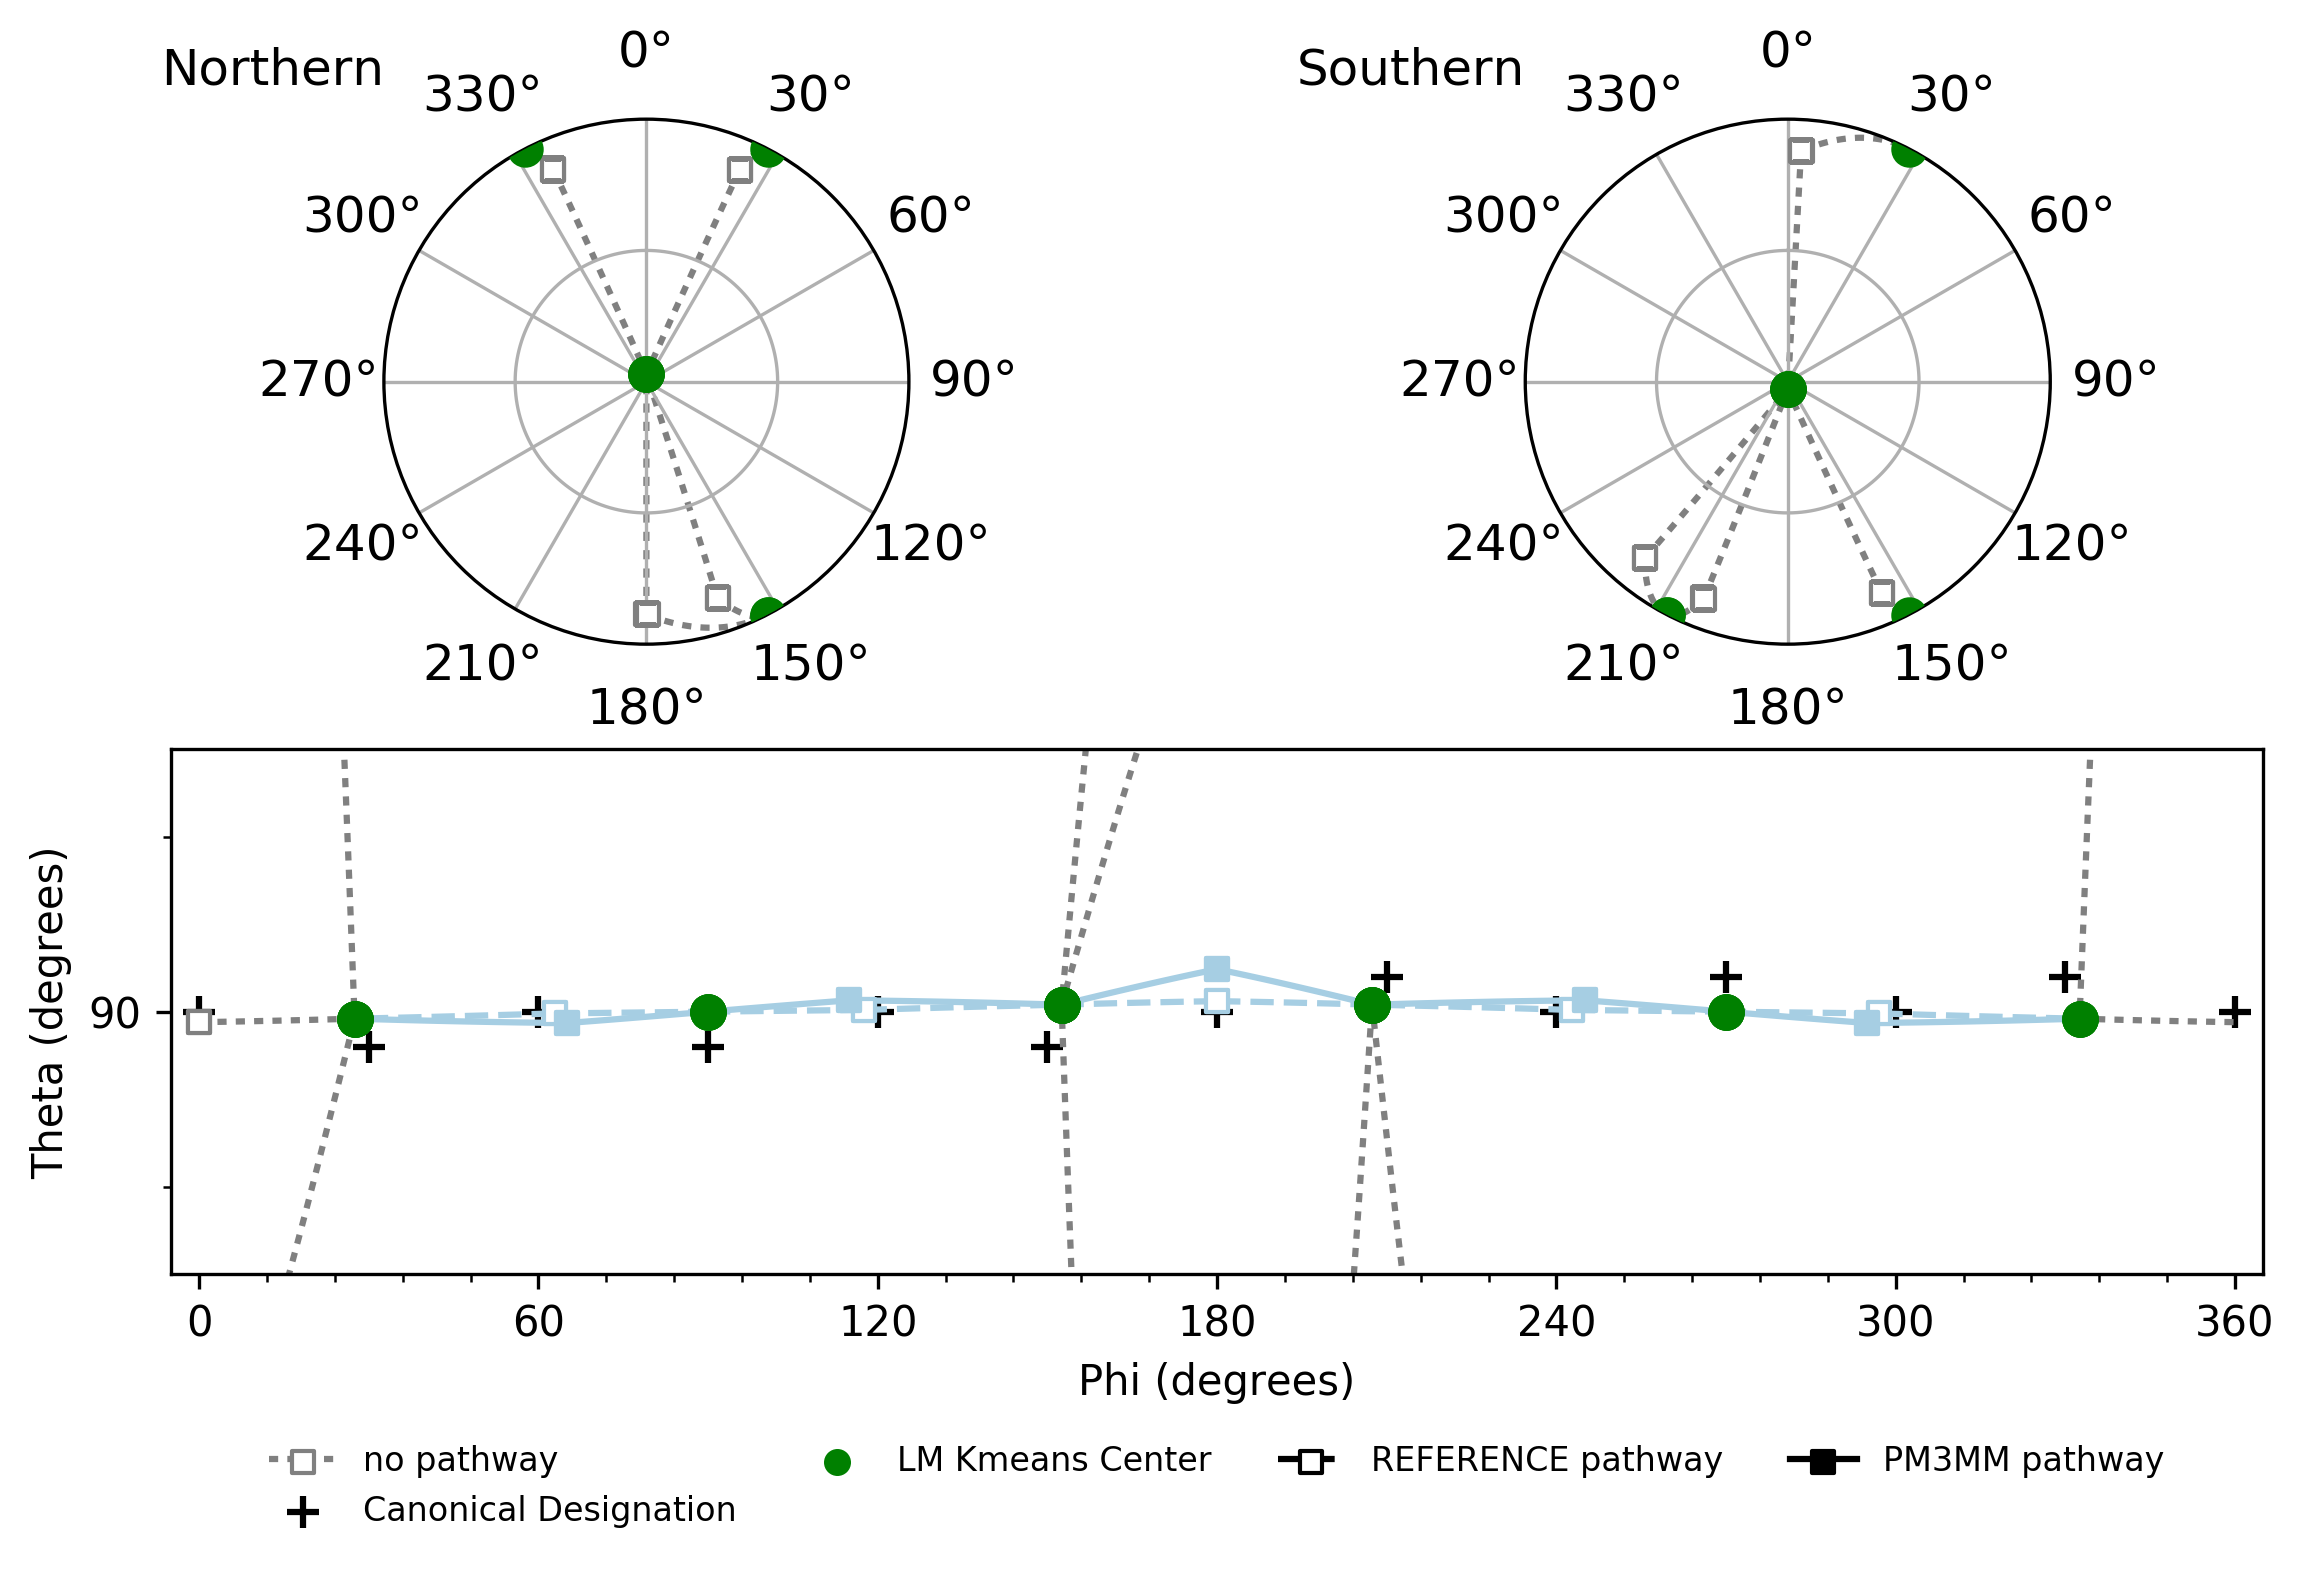 Northern
0°
330°
30°
300°
60°
270°
90°
240°
120°
210°
150°
180°
Southern
0°
330°
30°
300°
60°
270°
90°
240°
120°
210°
150°
180°
Theta (degrees)
90
0 60 120 180 240 300 360
Phi (degrees)
no pathway
Canonical Designation
LM Kmeans Center
REFERENCE pathway
PM3MM pathway